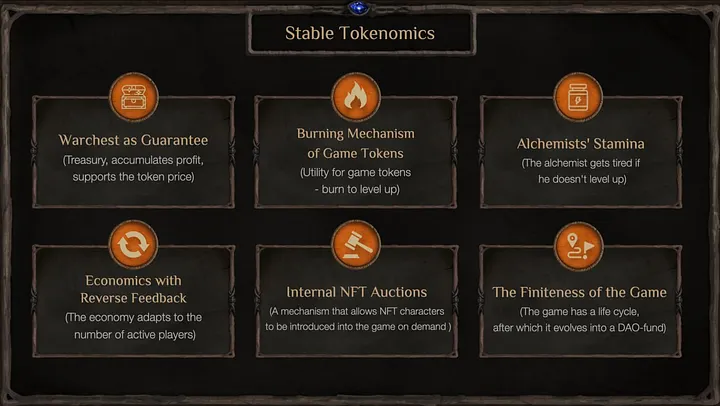 Stable Tokenomics
Warchest as Guarantee
(Treasury, accumulates profit,
supports the token price)
Burning Mechanism
of Game Tokens
(Utility for game tokens
- burn to level up)
Alchemists' Stamina
(The alchemist gets tired if
he doesn't level up)
Economics with
Reverse Feedback
(The economy adapts to the
number of active players)
Internal NFT Auctions
(A mechanism that allows NFT characters
to be introduced into the game on demand )
The Finiteness of the Game
(The game has a life cycle,
after which it evolves into a DAO-fund)